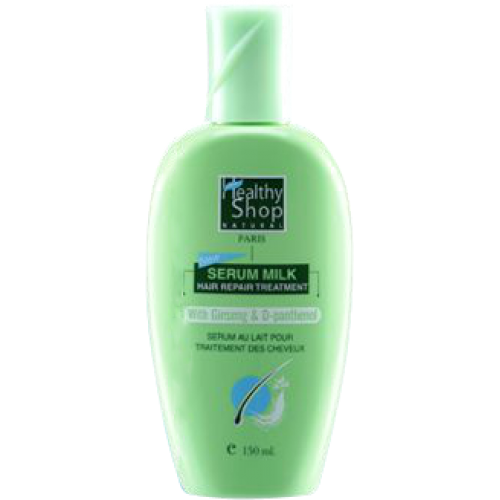 Healthy
Shop
NATURAL
PARIS
SERUM MILK
HAIR REPAIR TREATMENT
With Ginseng & D-panthenol
SERUM AU LAIT POUR
TRAITEMENT DES CHEVEUX
e 150 ml.